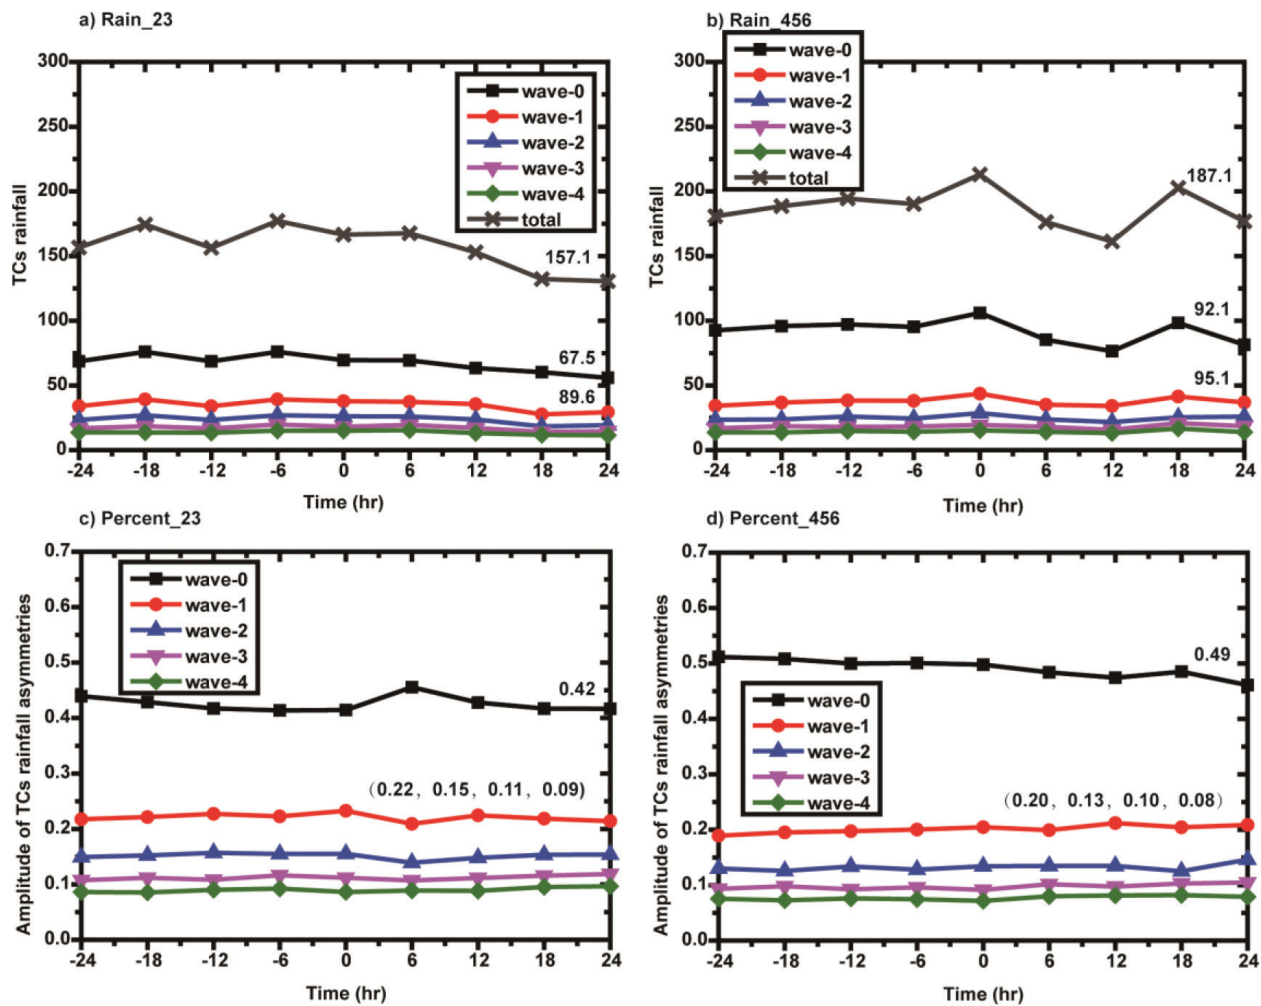 a) Rain_23
300
250
200
150
100
50
0
TCs rainfall
wave-0
wave-1
wave-2
wave-3
wave-4
total
157.1
67.5
89.6
-24 -18 -12 -6 0 6 12 18 24
Time (hr)
b) Rain_456
300
250
200
150
100
50
0
TCs rainfall
wave-0
wave-1
wave-2
wave-3
wave-4
total
187.1
92.1
95.1
-24 -18 -12 -6 0 6 12 18 24
Time (hr)
c) Percent_23
0.7
0.6
0.5
0.4
0.3
0.2
0.1
0.0
Amplitude of TCs rainfall asymmetries
wave-0
wave-1
wave-2
wave-3
wave-4
0.42
(0.22, 0.15, 0.11, 0.09)
-24 -18 -12 -6 0 6 12 18 24
Time (hr)
d) Percent_456
0.7
0.6
0.5
0.4
0.3
0.2
0.1
0.0
Amplitude of TCs rainfall asymmetries
0.49
wave-0
wave-1
wave-2
wave-3
wave-4
(0.20, 0.13, 0.10, 0.08)
-24 -18 -12 -6 0 6 12 18 24
Time (hr)